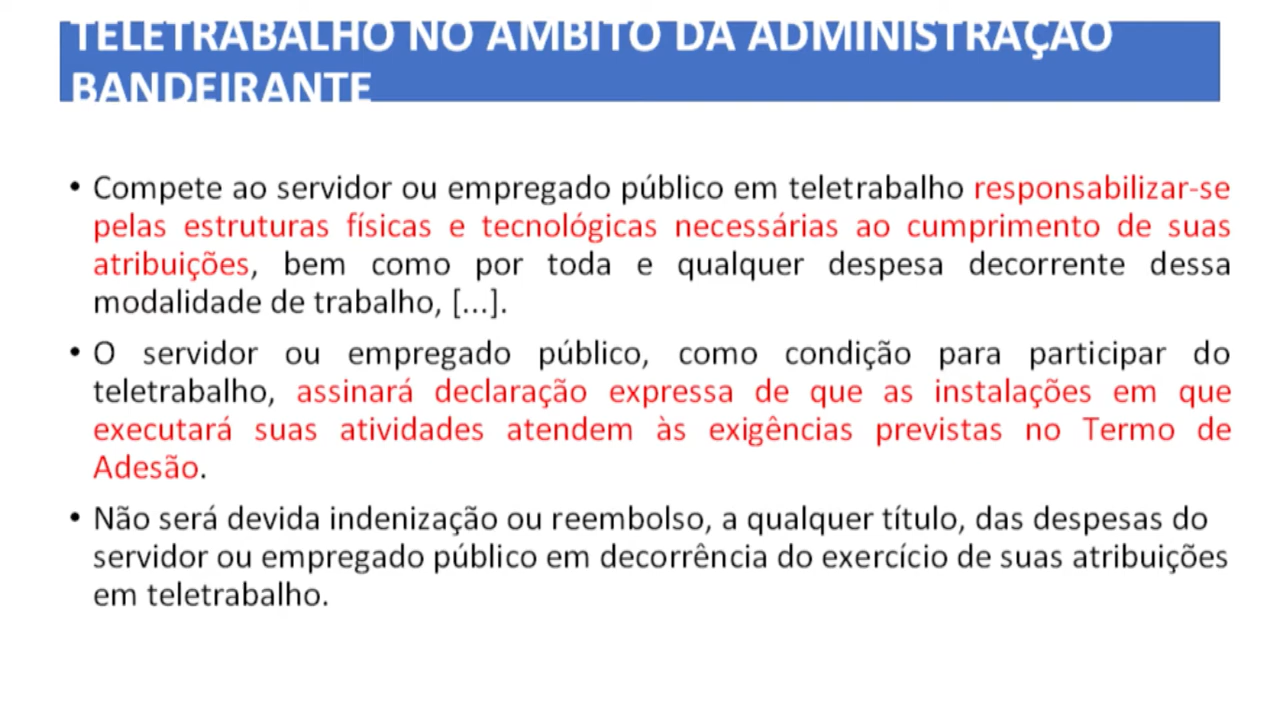 TELETRABALHO NO ÂMBITO DA ADMINISTRAÇÃO
BANDEIRANTE
• Compete ao servidor ou empregado público em teletrabalho responsabilizar-se
pelas estruturas físicas e tecnológicas necessárias ao cumprimento de suas
atribuições, bem como por toda e qualquer despesa decorrente dessa
modalidade de trabalho, [...].
• O servidor ou empregado público, como condição para participar do
teletrabalho, assinará declaração expressa de que as instalações em que
executará suas atividades atendem às exigências previstas no Termo de
Adesão.
• Não será devida indenização ou reembolso, a qualquer título, das despesas do
servidor ou empregado público em decorrência do exercício de suas atribuições
em teletrabalho.